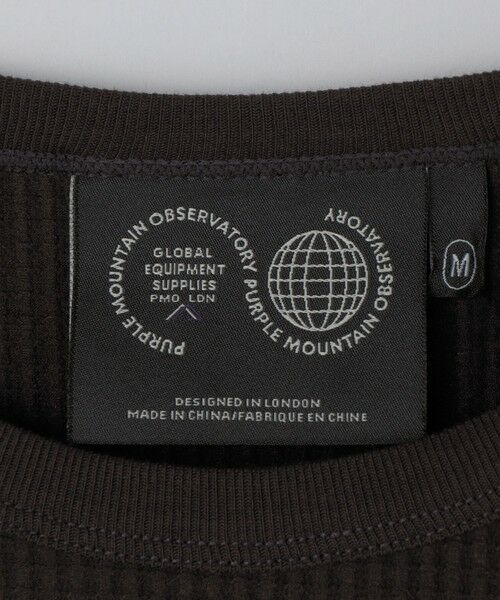 PURPLE MOUNTAIN OBSERVATORY
GLOBAL
EQUIPMENT
SUPPLIES
PMO LDN
PURPLE MOUNTAIN OBSERVATORY
M
DESIGNED IN LONDON
MADE IN CHINA/FABRIQUE EN CHINE